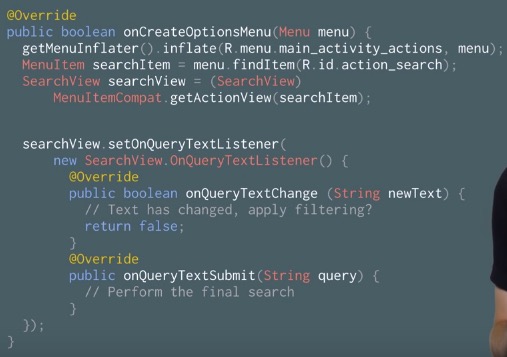 @Override
public boolean onCreateOptionsMenu(Menu menu) {
getMenuInflater().inflate(R.menu.main_activity_actions, menu);
MenuItem searchItem = menu.findItem(R.id.action_search);
SearchView searchView = (SearchView)
MenuItemCompat.getActionView(searchItem);
searchView.setOnQueryTextListener(
new SearchView.OnQueryTextListener() {
@Override
public boolean onQueryTextChange (String newText) {
// Text has changed, apply filtering?
return false;
}
@Override
public onQueryTextSubmit(String query) {
// Perform the final search
}
});
}